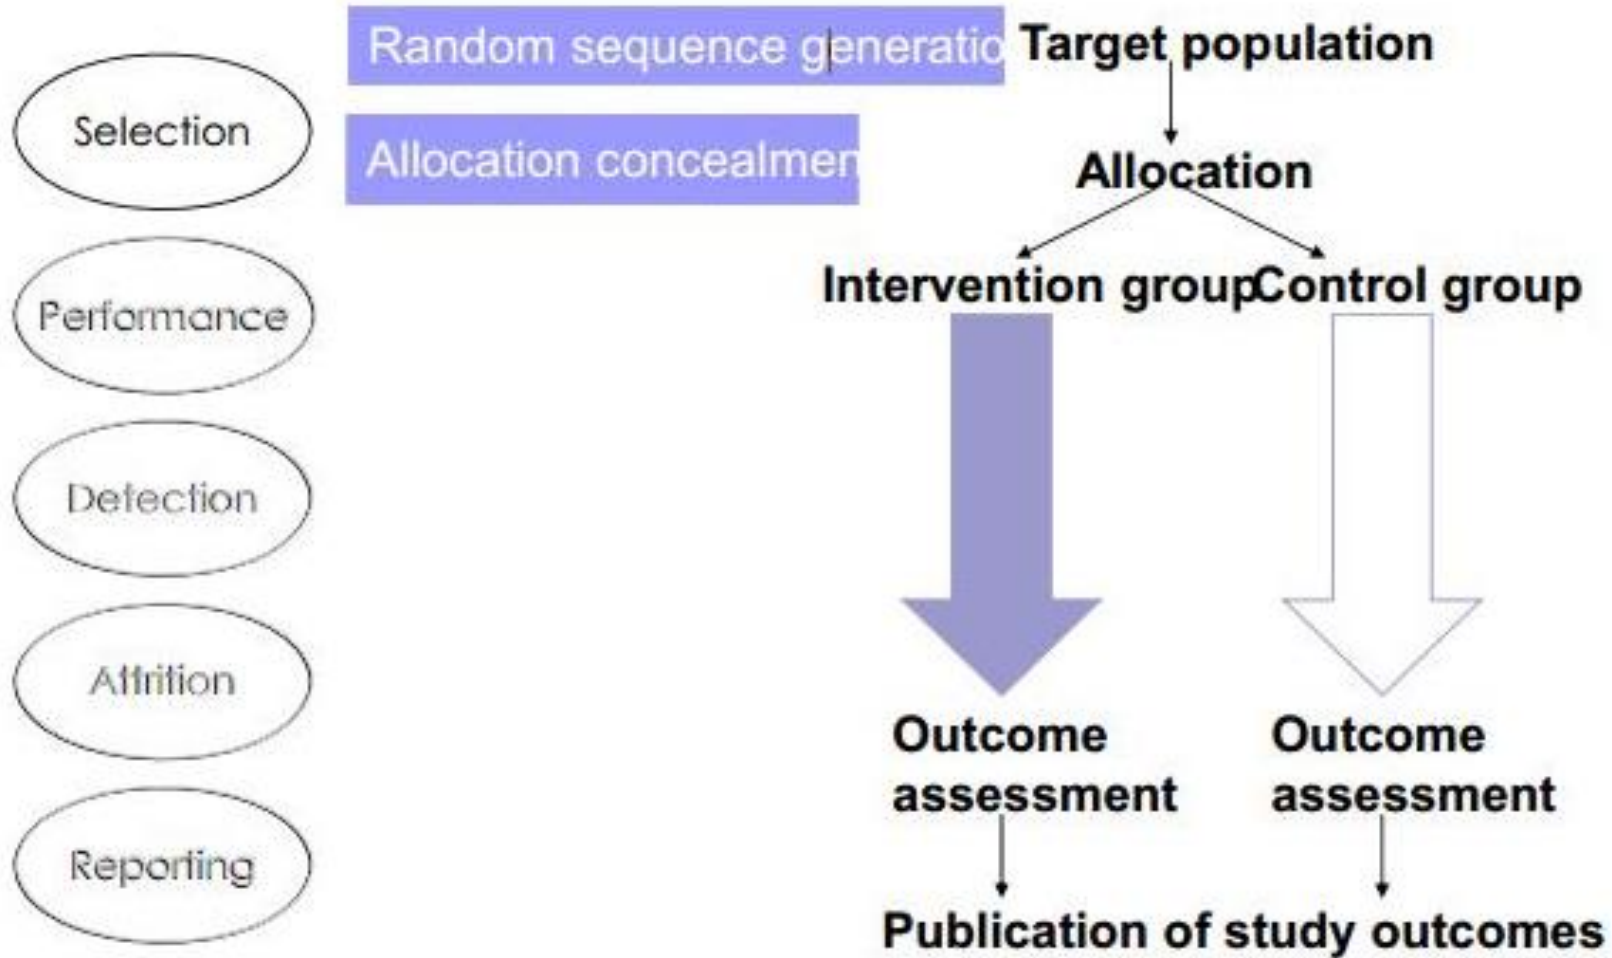 Random sequence generatio
Target population
Selection
Allocation concealmen
Allocation
Performance
Intervention group
Control group
Detection
Attrition
Outcome
assessment
Outcome
assessment
Reporting
Publication of study outcomes